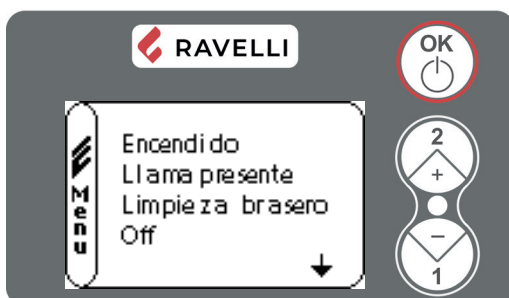 RAVELLI
OK
Menu
Encendido
Llama presente
Limpieza brasero
Off
2
+
−
1